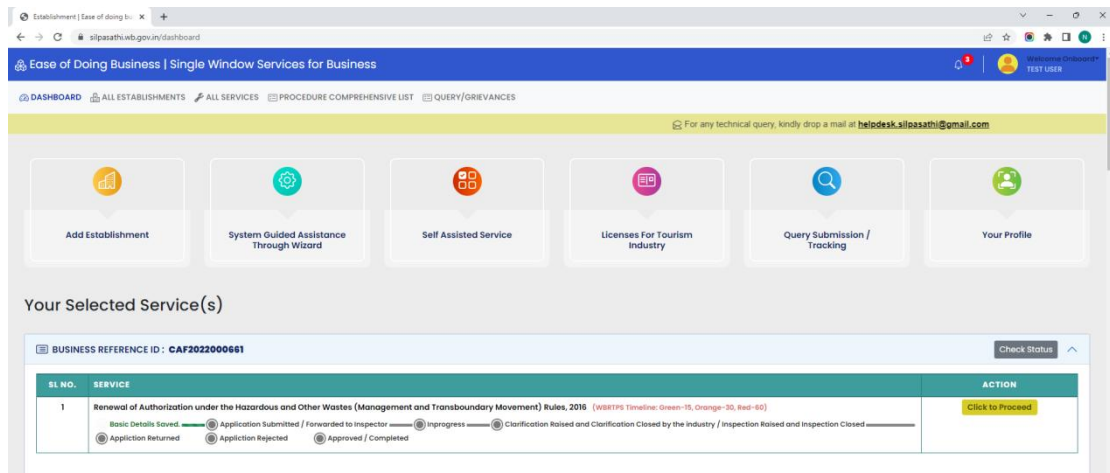 Establishment | Ease of doing bu
silpasathi.wb.gov.in/dashboard
N
Ease of Doing Business | Single Window Services for Business
3
Welcome Onboard
TEST USER
DASHBOARD ALL ESTABLISHMENTS ALL SERVICES PROCEDURE COMPREHENSIVE LIST QUERY/GRIEVANCES
For any technical query, kindly drop a mail at helpdesk.silpasathi@gmail.com
Add Establishment
System Guided Assistance
Through Wizard
Self Assisted Service
Licenses For Tourism
Industry
Query Submission /
Tracking
Your Profile
Your Selected Service(s)
BUSINESS REFERENCE ID : CAF2022000661 Check Status
SL NO. SERVICE ACTION
1 Renewal of Authorization under the Hazardous and Other Wastes (Management and Transboundary Movement) Rules, 2016 (WBRTPS Timeline: Green-15, Orange-30, Red-60) Click to Proceed
Basic Details Saved. Appliction Submitted / Forwarded to Inspector Inprogress Clarification Raised and Clarification Closed by the industry / Inspection Raised and Inspection Closed
Appliction Returned Appliction Rejected Approved / Completed